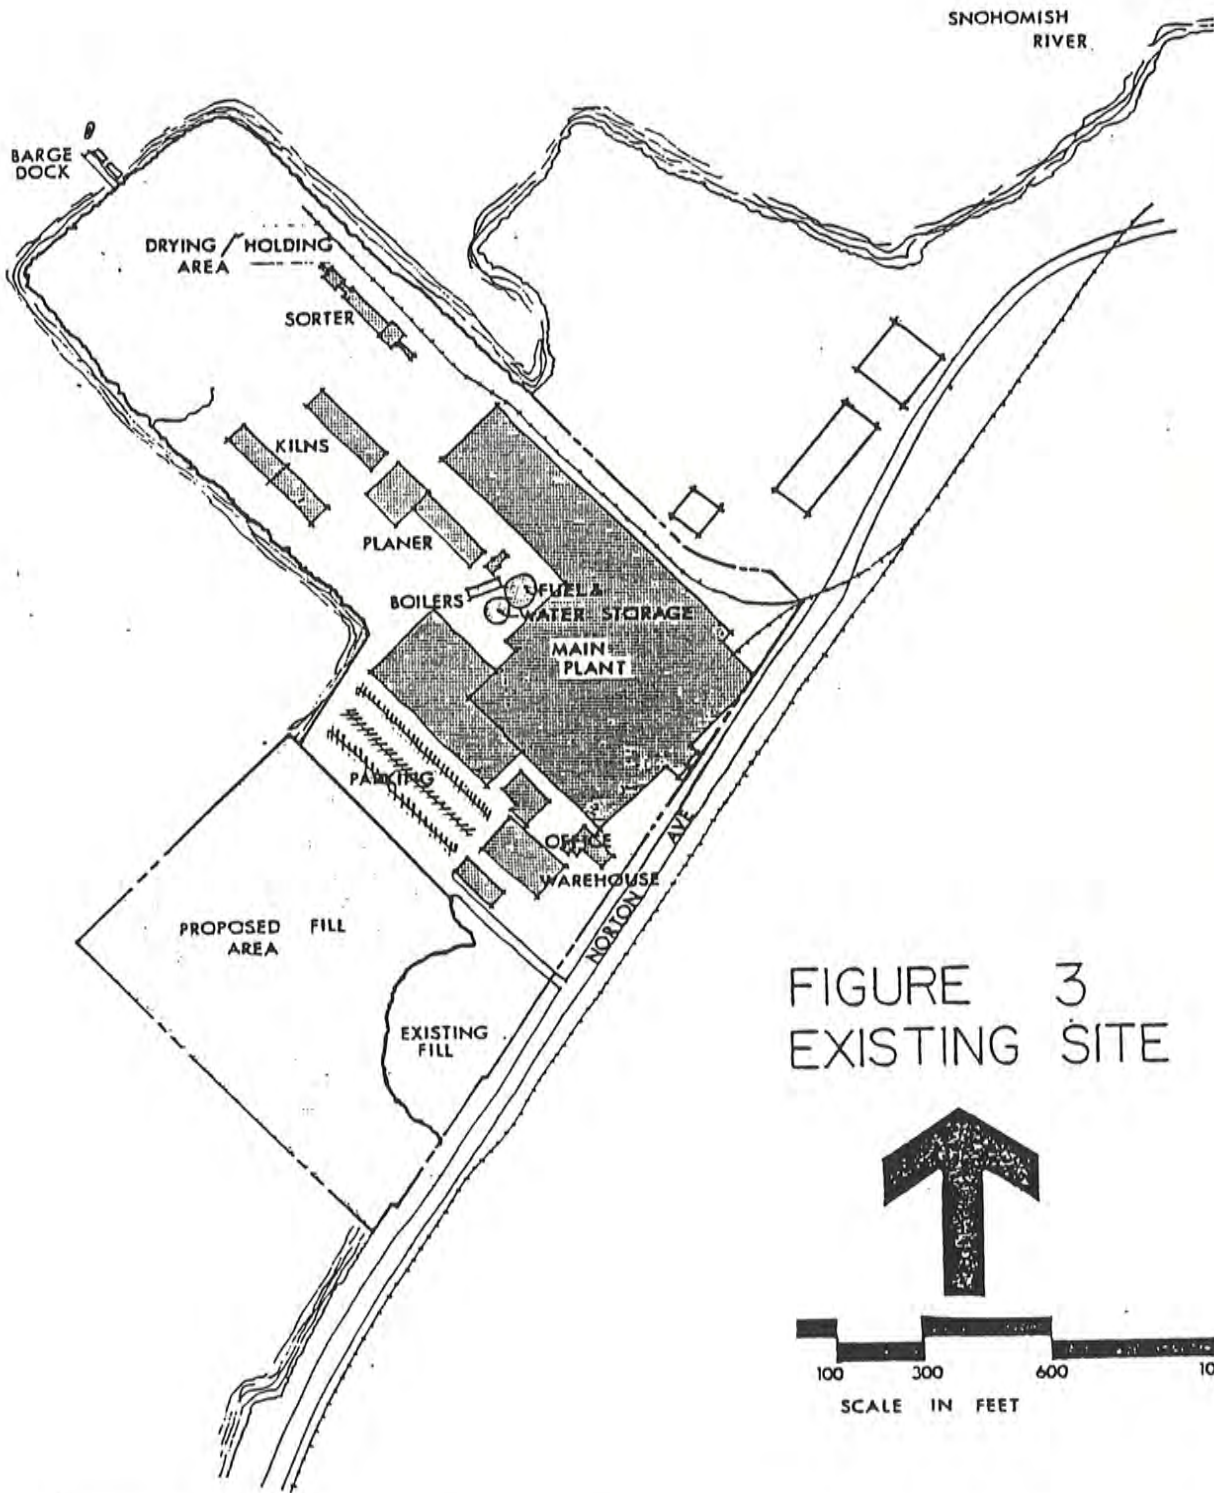 SNOHOMISH
RIVER
BARGE
DOCK
DRYING / HOLDING
AREA
SORTER
KILNS
PLANER
BOILERS
FUEL &
WATER STORAGE
MAIN
PLANT
PARKING
OFFICE
WAREHOUSE
NORTON AVE
PROPOSED FILL
AREA
EXISTING
FILL
FIGURE 3
EXISTING SITE
100 300 600 10
SCALE IN FEET